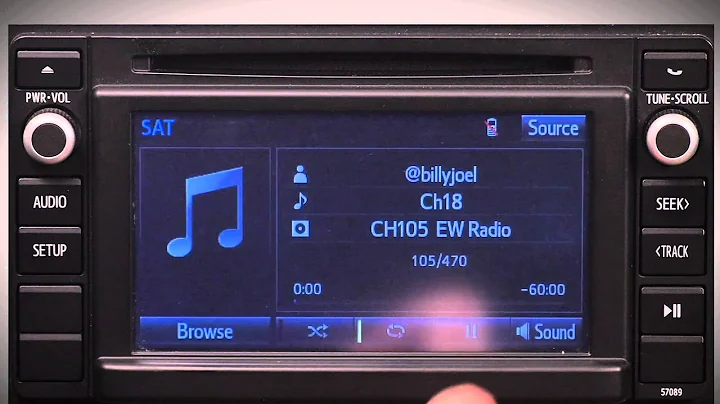 PWR•VOL
AUDIO
SETUP
SAT
Source
@billyjoel
Ch18
CH105 EW Radio
105/470
0:00
-60:00
Browse
Sound
TUNE•SCROLL
SEEK>
<TRACK
57089